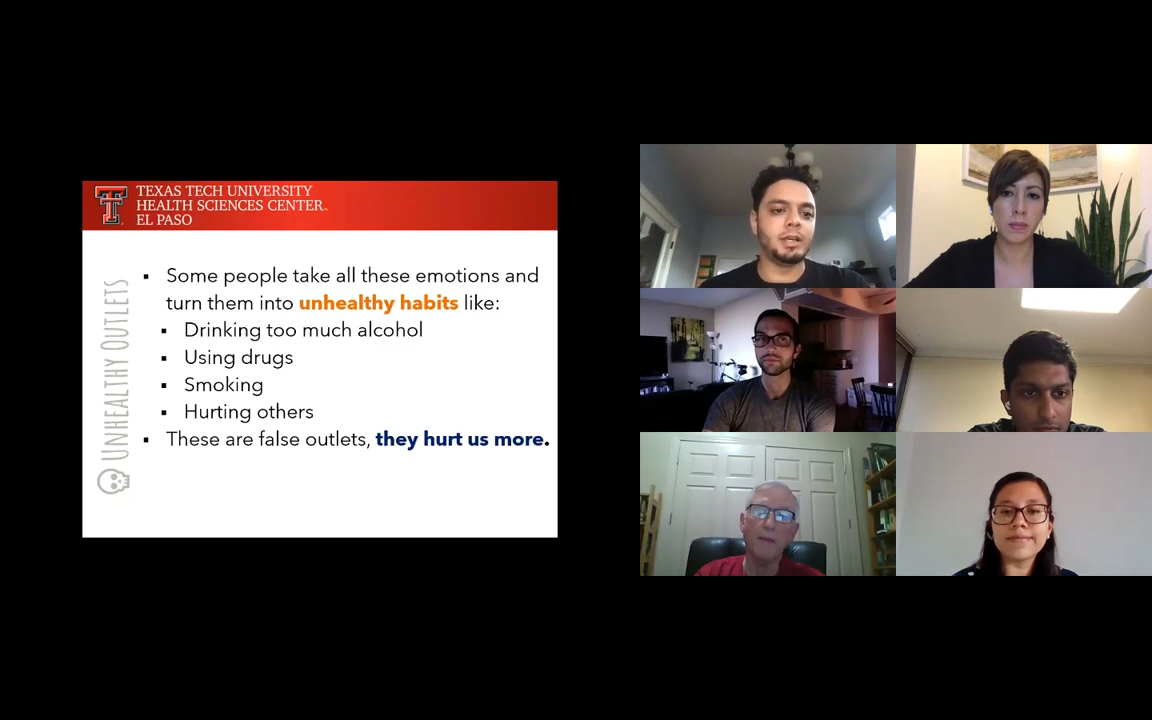 TEXAS TECH UNIVERSITY
HEALTH SCIENCES CENTER™
EL PASO
UNHEALTHY OUTLETS
▪ Some people take all these emotions and
turn them into unhealthy habits like:
▪ Drinking too much alcohol
▪ Using drugs
▪ Smoking
▪ Hurting others
▪ These are false outlets, they hurt us more.